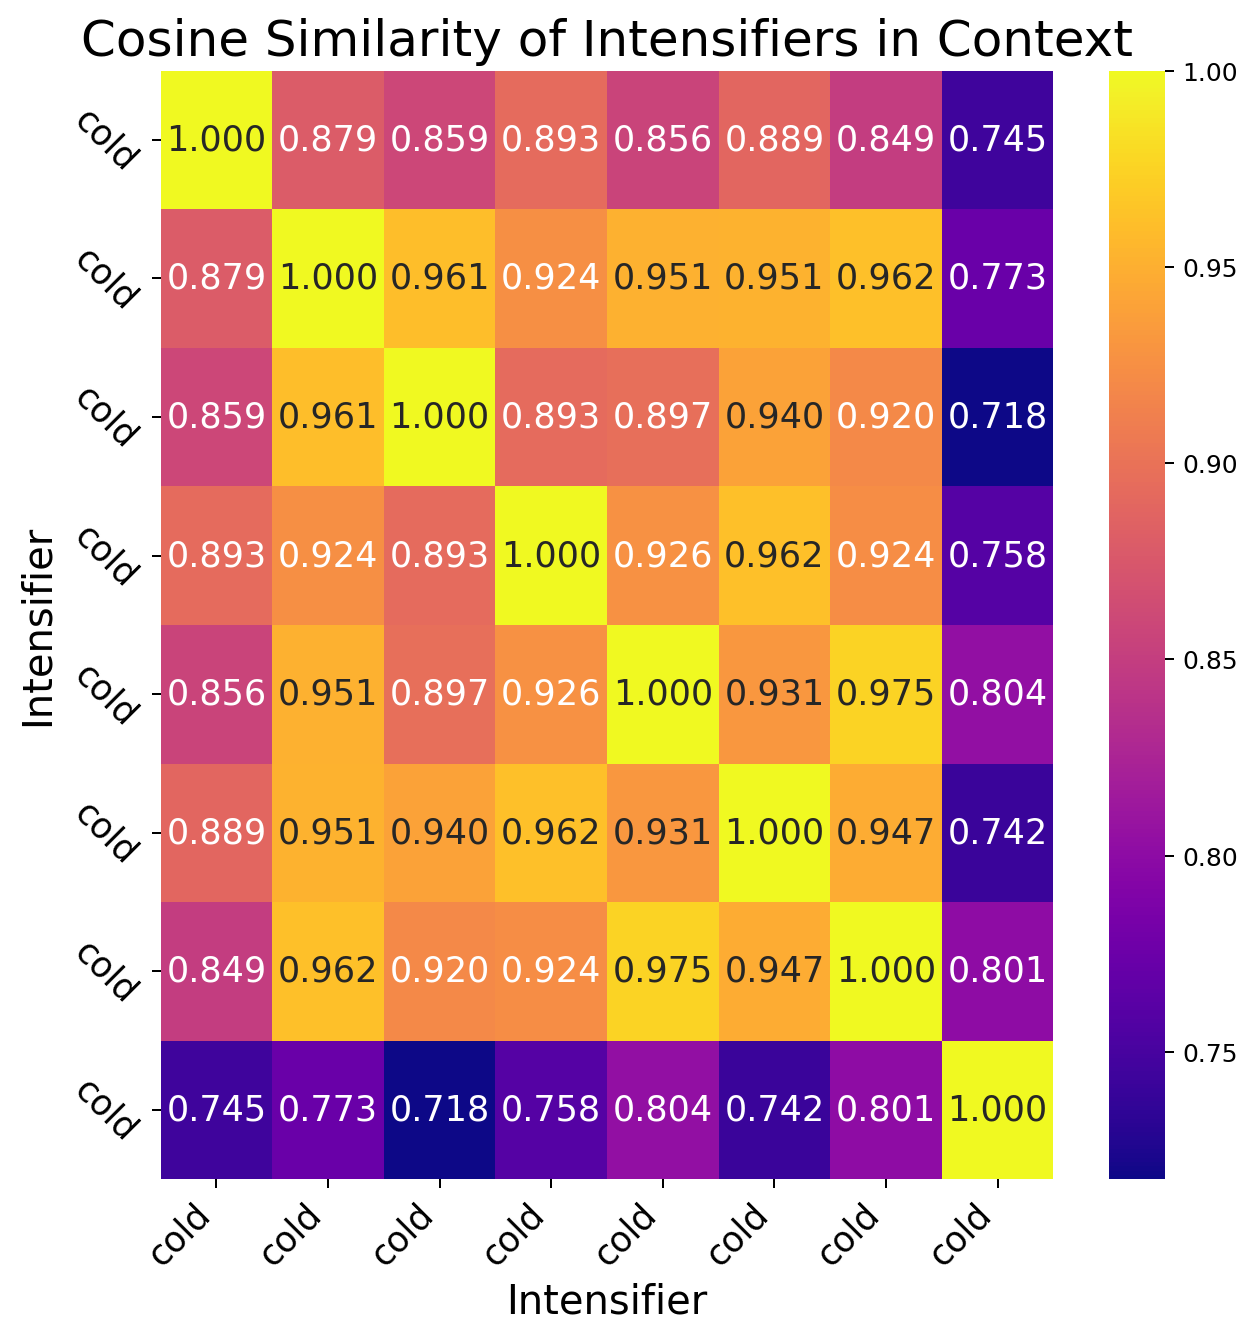 Cosine Similarity of Intensifiers in Context
cold 1.000 0.879 0.859 0.893 0.856 0.889 0.849 0.745
cold 0.879 1.000 0.961 0.924 0.951 0.951 0.962 0.773
cold 0.859 0.961 1.000 0.893 0.897 0.940 0.920 0.718
cold 0.893 0.924 0.893 1.000 0.926 0.962 0.924 0.758
cold 0.856 0.951 0.897 0.926 1.000 0.931 0.975 0.804
cold 0.889 0.951 0.940 0.962 0.931 1.000 0.947 0.742
cold 0.849 0.962 0.920 0.924 0.975 0.947 1.000 0.801
cold 0.745 0.773 0.718 0.758 0.804 0.742 0.801 1.000
cold cold cold cold cold cold cold cold
Intensifier
Intensifier
1.00
0.95
0.90
0.85
0.80
0.75